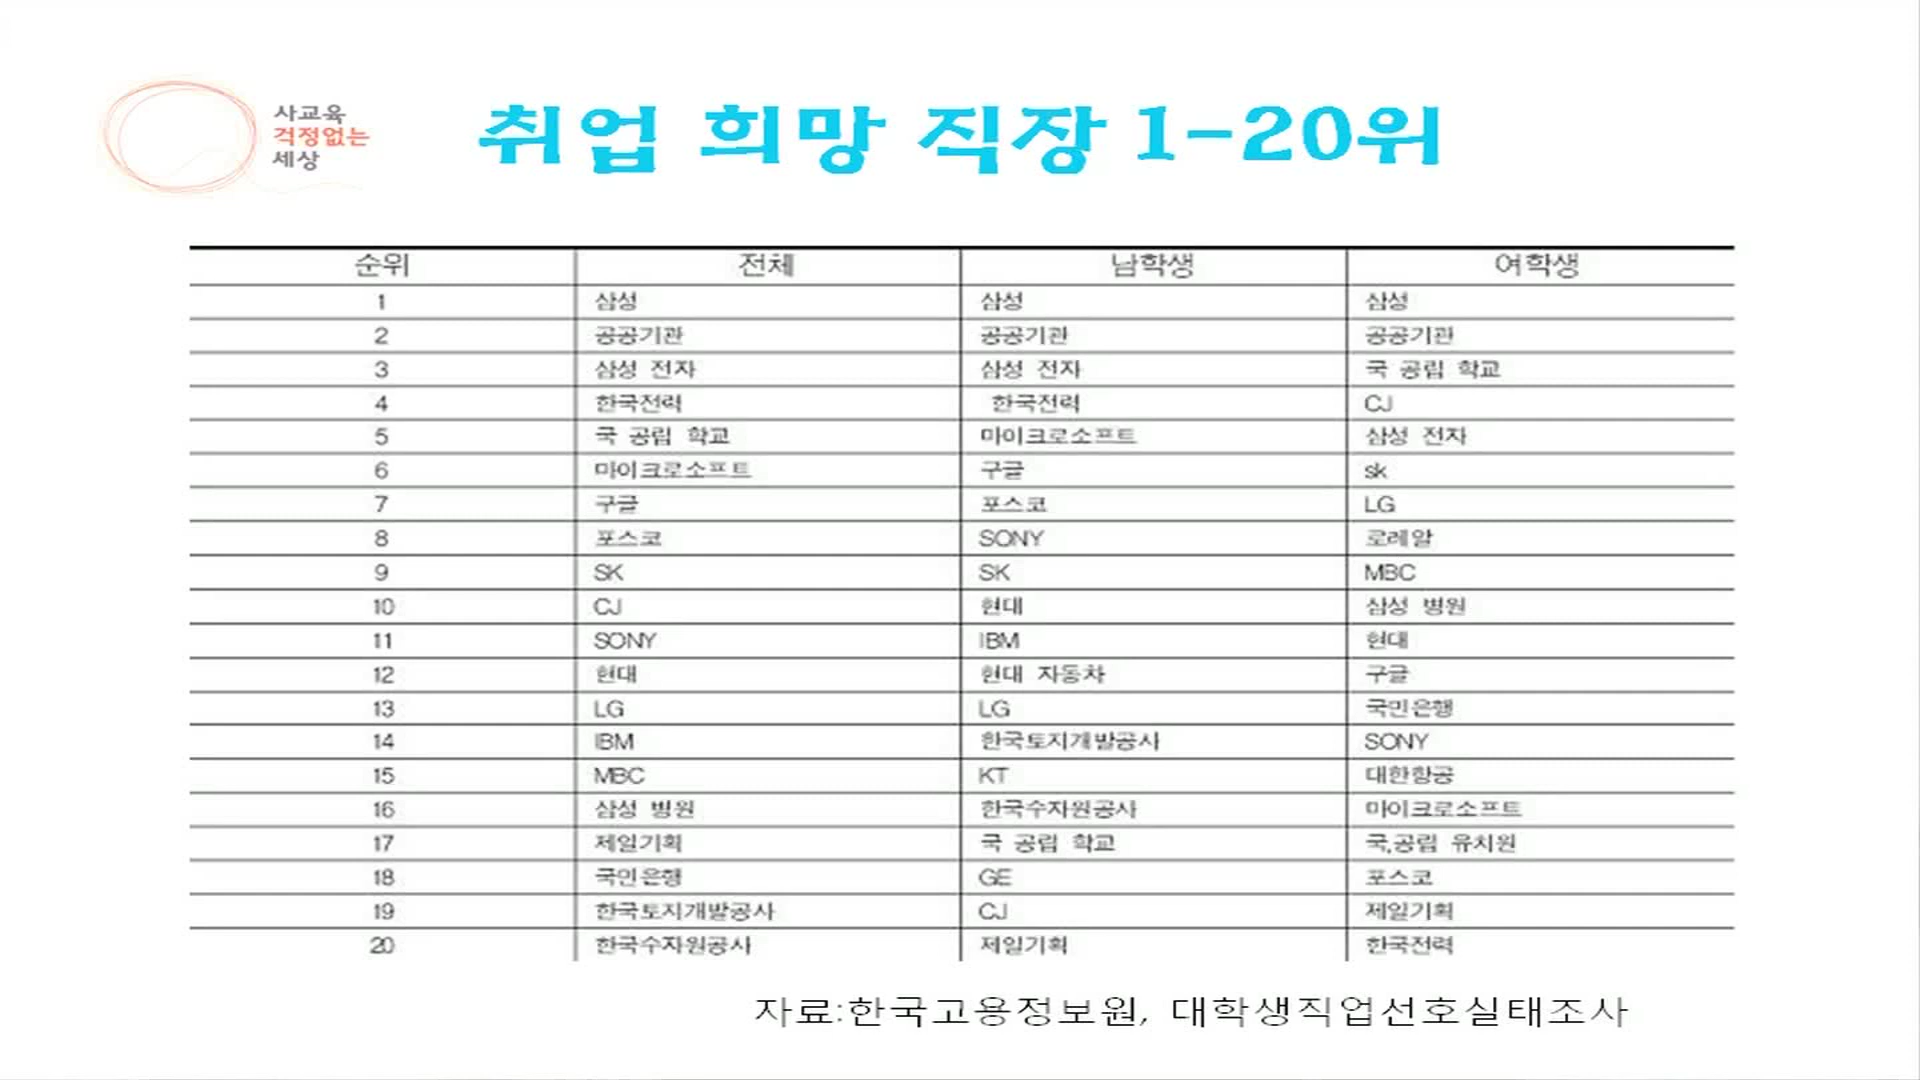 사교육
걱정없는
세상
취업 희망 직장 1-20위
순위 전체 남학생 여학생
1 삼성 삼성 삼성
2 공공기관 공공기관 공공기관
3 삼성 전자 삼성 전자 국 공립 학교
4 한국전력 한국전력 CJ
5 국 공립 학교 마이크로소프트 삼성 전자
6 마이크로소프트 구글 sk
7 구글 포스코 LG
8 포스코 SONY 로레알
9 SK SK MBC
10 CJ 현대 삼성 병원
11 SONY IBM 현대
12 현대 현대 자동차 구글
13 LG LG 국민은행
14 IBM 한국토지개발공사 SONY
15 MBC KT 대한항공
16 삼성 병원 한국수자원공사 마이크로소프트
17 제일기획 국 공립 학교 국,공립 유치원
18 국민은행 GE 포스코
19 한국토지개발공사 CJ 제일기획
20 한국수자원공사 제일기획 한국전력
자료:한국고용정보원, 대학생직업선호실태조사